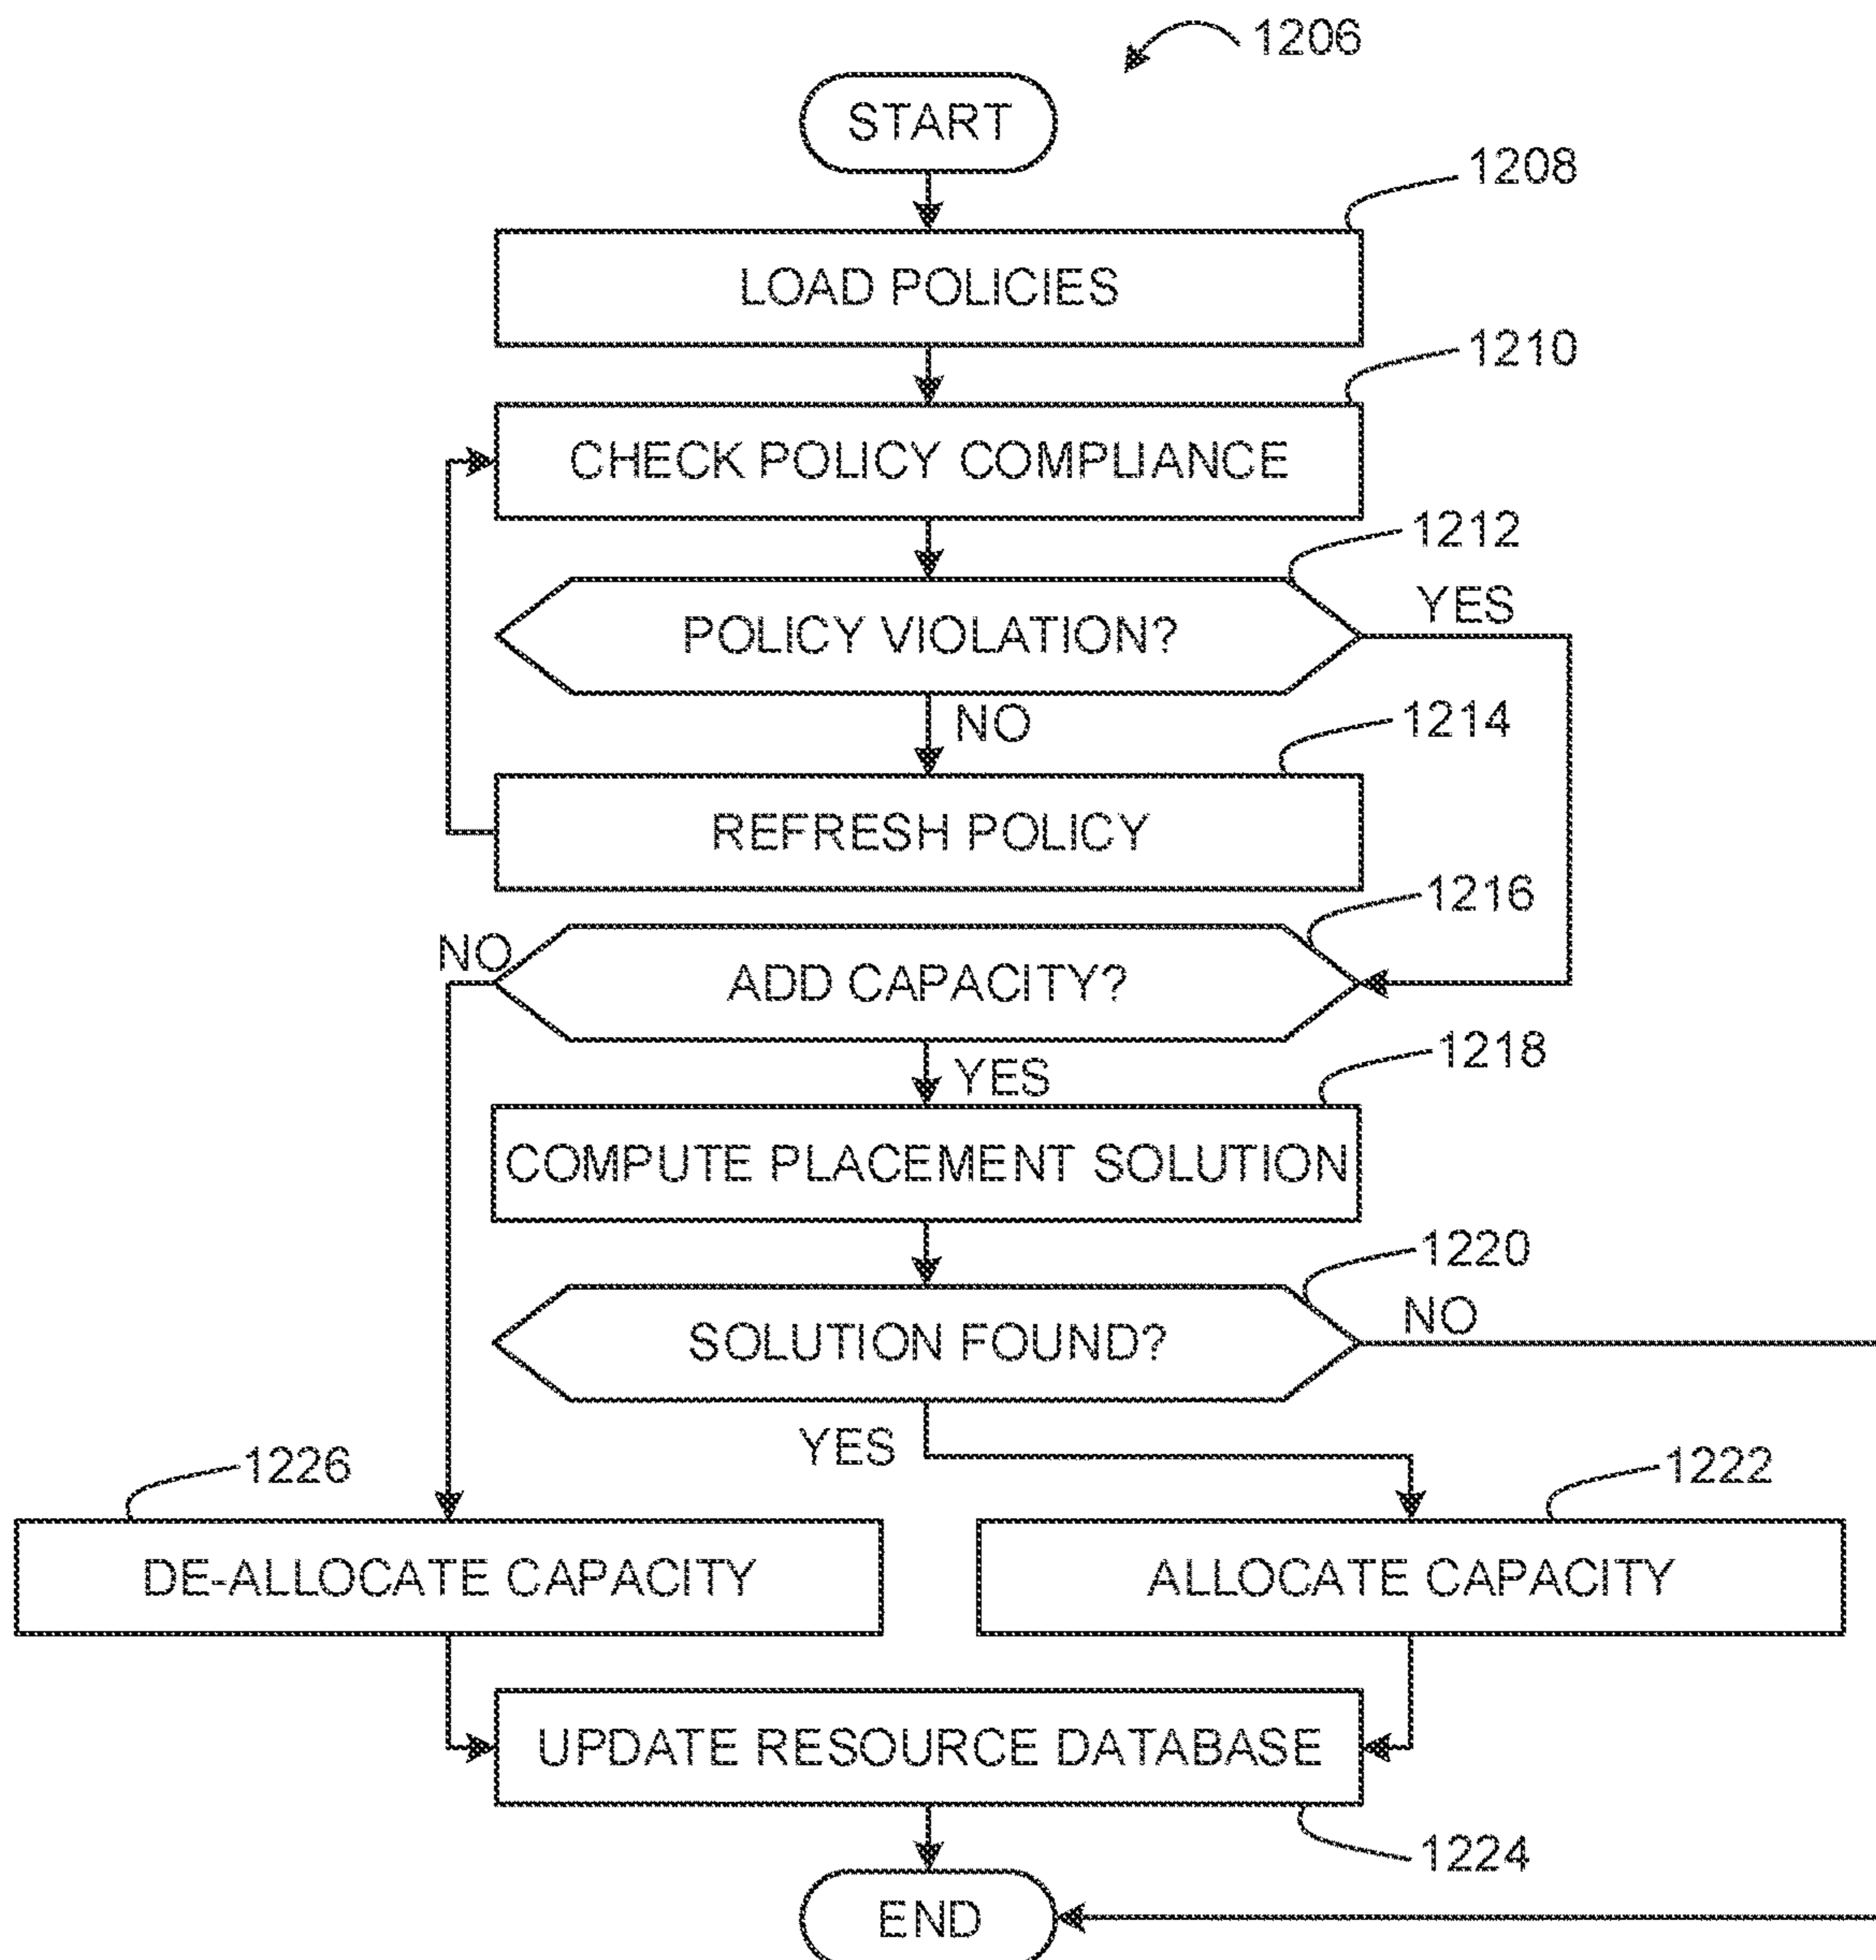 1206
START
1208
LOAD POLICIES
1210
CHECK POLICY COMPLIANCE
1212
YES
POLICY VIOLATION?
NO
1214
REFRESH POLICY
1216
NO
ADD CAPACITY?
YES
1218
COMPUTE PLACEMENT SOLUTION
1220
NO
SOLUTION FOUND?
YES
1226
1222
DE-ALLOCATE CAPACITY
ALLOCATE CAPACITY
UPDATE RESOURCE DATABASE
1224
END